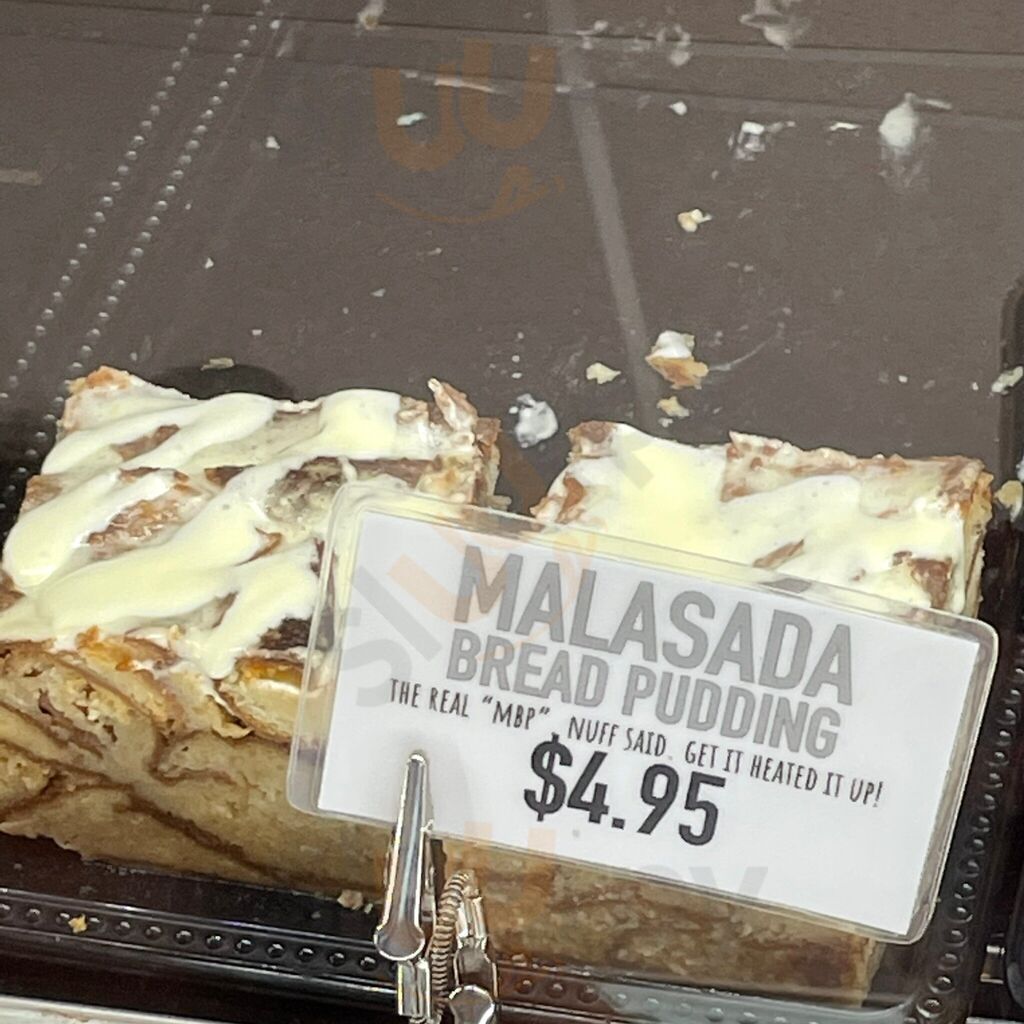 MALASADA
BREAD PUDDING
THE REAL "MBP". NUFF SAID. GET IT HEATED IT UP!
$4.95